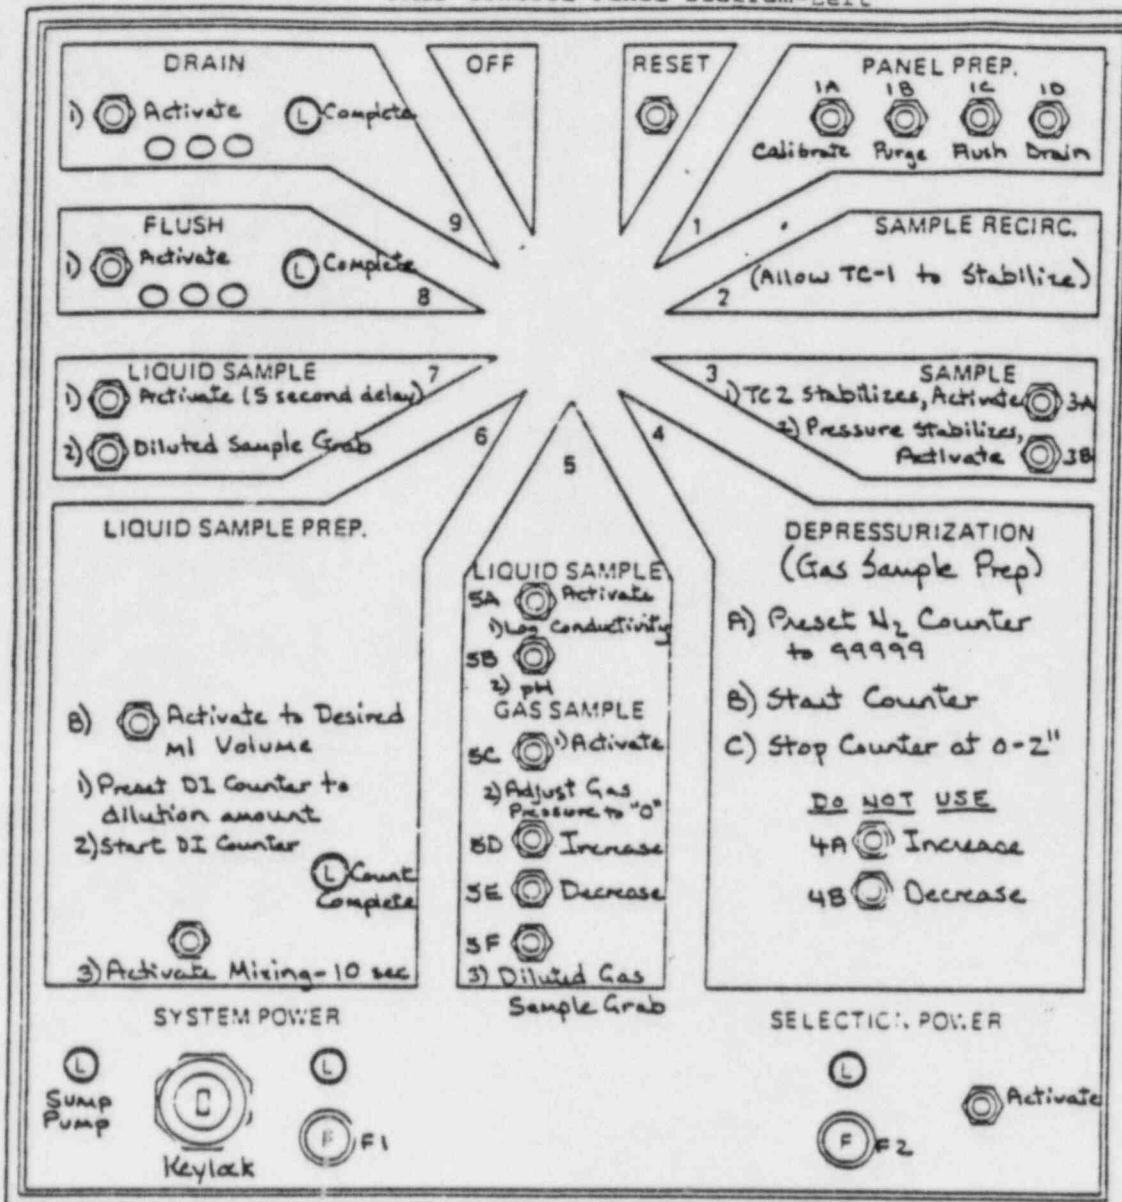 DRAIN
1) Activate
L Complete
OFF
RESET
PANEL PREP.
1A 1B 1C 1D
Calibrate Purge Flush Drain
9
1
FLUSH
1) Activate
L Complete
8
SAMPLE RECIRC.
(Allow TC-1 to Stabilize)
2
LIQUID SAMPLE
7
1) Activate (5 second delay)
2) Diluted Sample Grab
3
SAMPLE
1) TC2 Stabilizes, Activate 3A
2) Pressure Stabilizes,
Activate 3B
6
5
4
LIQUID SAMPLE PREP.
B) Activate to Desired
ml Volume
1) Preset DI Counter to
dilution amount
2) Start DI Counter
L Count
Complete
3) Activate Mixing-10 sec
LIQUID SAMPLE
5A Activate
1) Log Conductivity
5B
2) pH
GAS SAMPLE
5C 1) Activate
2) Adjust Gas
Pressure to "0"
5D Increase
5E Decrease
5F
3) Diluted Gas
Sample Grab
DEPRESSURIZATION
(Gas Sample Prep)
A) Preset N2 Counter
to 99999
B) Start Counter
C) Stop Counter at 0-2"
DO NOT USE
4A Increase
4B Decrease
SYSTEM POWER
L
Sump
Pump
Keylock
L
F F1
SELECTION POWER
L
F F2
Activate